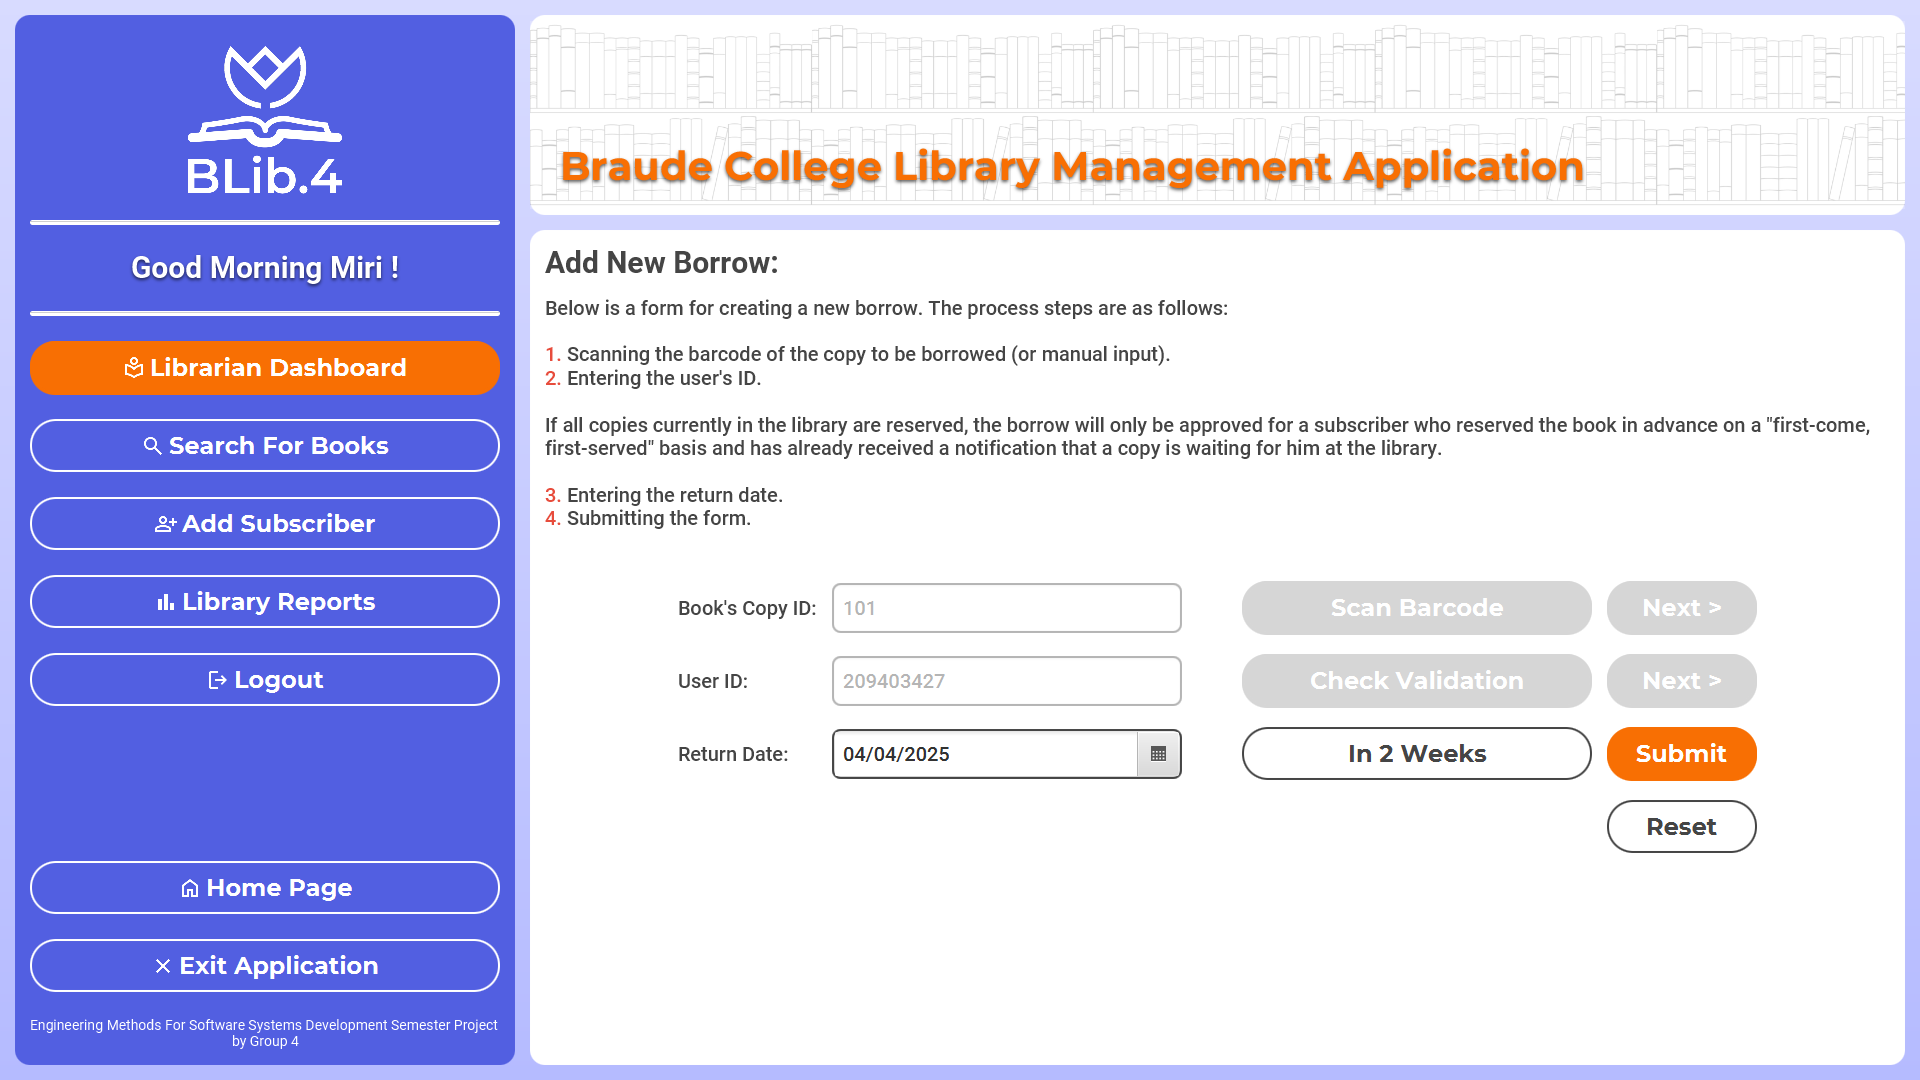 BLib.4
Good Morning Miri !
Librarian Dashboard
Search For Books
Add Subscriber
Library Reports
Logout
Home Page
Exit Application
Engineering Methods For Software Systems Development Semester Project
by Group 4
Braude College Library Management Application
Add New Borrow:
Below is a form for creating a new borrow. The process steps are as follows:
1. Scanning the barcode of the copy to be borrowed (or manual input).
2. Entering the user's ID.
If all copies currently in the library are reserved, the borrow will only be approved for a subscriber who reserved the book in advance on a "first-come,
first-served" basis and has already received a notification that a copy is waiting for him at the library.
3. Entering the return date.
4. Submitting the form.
Book's Copy ID: 101 Scan Barcode Next >
User ID: 209403427 Check Validation Next >
Return Date: 04/04/2025 In 2 Weeks Submit
Reset